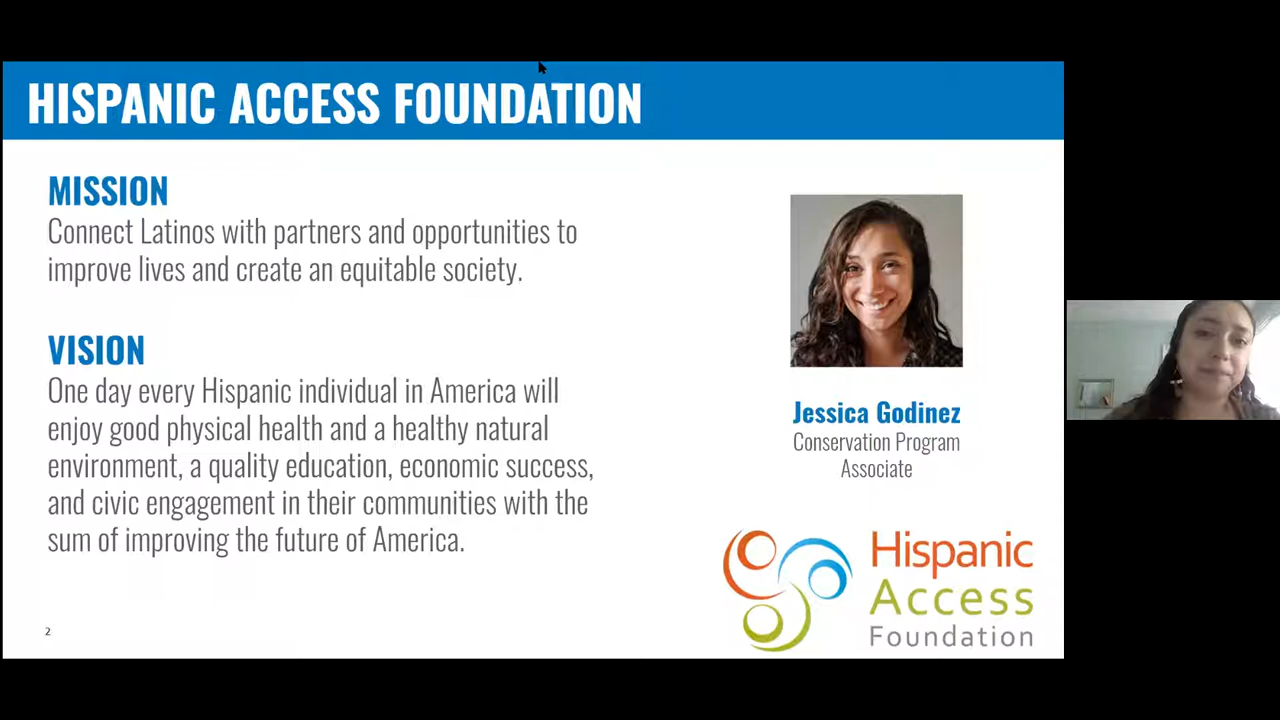 HISPANIC ACCESS FOUNDATION
MISSION
Connect Latinos with partners and opportunities to
improve lives and create an equitable society.
VISION
One day every Hispanic individual in America will
enjoy good physical health and a healthy natural
environment, a quality education, economic success,
and civic engagement in their communities with the
sum of improving the future of America.
2
Jessica Godinez
Conservation Program
Associate
Hispanic
Access
Foundation